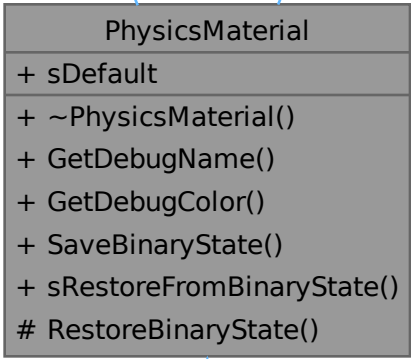 PhysicsMaterial
+ sDefault
+ ~PhysicsMaterial()
+ GetDebugName()
+ GetDebugColor()
+ SaveBinaryState()
+ sRestoreFromBinaryState()
# RestoreBinaryState()